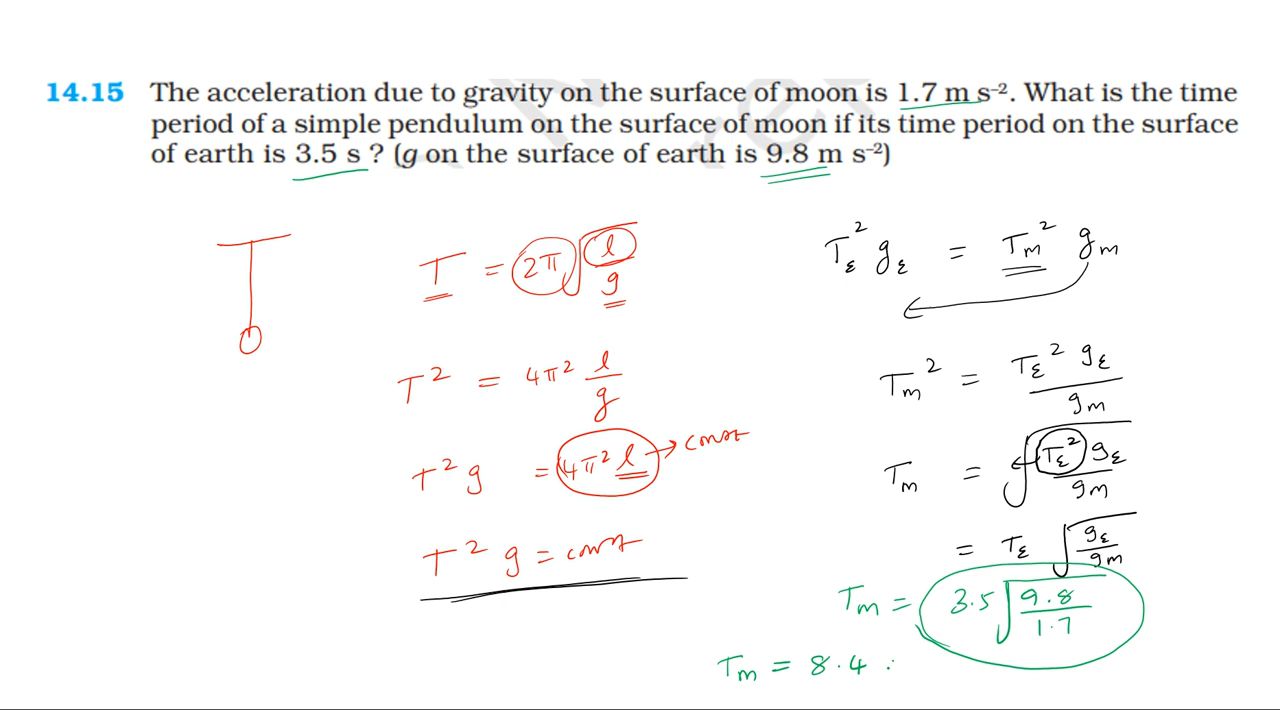 14.15 The acceleration due to gravity on the surface of moon is 1.7 m s⁻². What is the time
period of a simple pendulum on the surface of moon if its time period on the surface
of earth is 3.5 s ? (g on the surface of earth is 9.8 m s⁻²)
T = 2π √(l/g)
T² = 4π² l/g
T² g = 4π² l → const
T² g = const
T_E² g_E = T_m² g_m
T_m² = T_E² g_E / g_m
T_m = √(T_E² g_E / g_m)
= T_E √(g_E / g_m)
T_m = 3.5 √(9.8 / 1.7)
T_m = 8.4